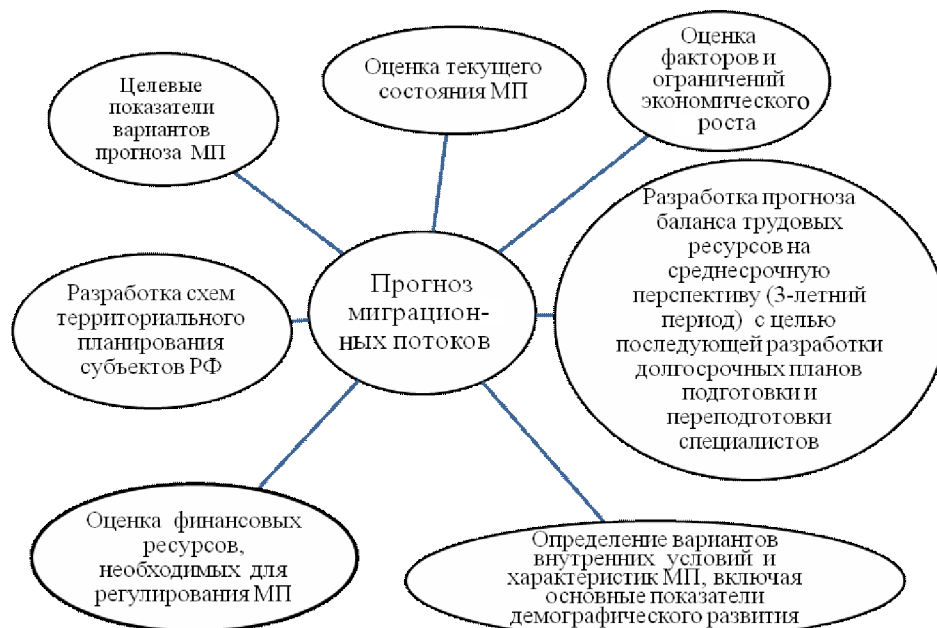 Целевые
показатели
вариантов
прогноза МП
Оценка текущего
состояния МП
Оценка
факторов и
ограничений
экономического
роста
Разработка прогноза
баланса трудовых
ресурсов на
среднесрочную
перспективу (3-летний
период) с целью
последующей разработки
долгосрочных планов
подготовки и
переподготовки
специалистов
Прогноз
миграцион-
ных потоков
Разработка схем
территориального
планирования
субъектов РФ
Оценка финансовых
ресурсов,
необходимых для
регулирования МП
Определение вариантов
внутренних условий и
характеристик МП, включая
основные показатели
демографического развития